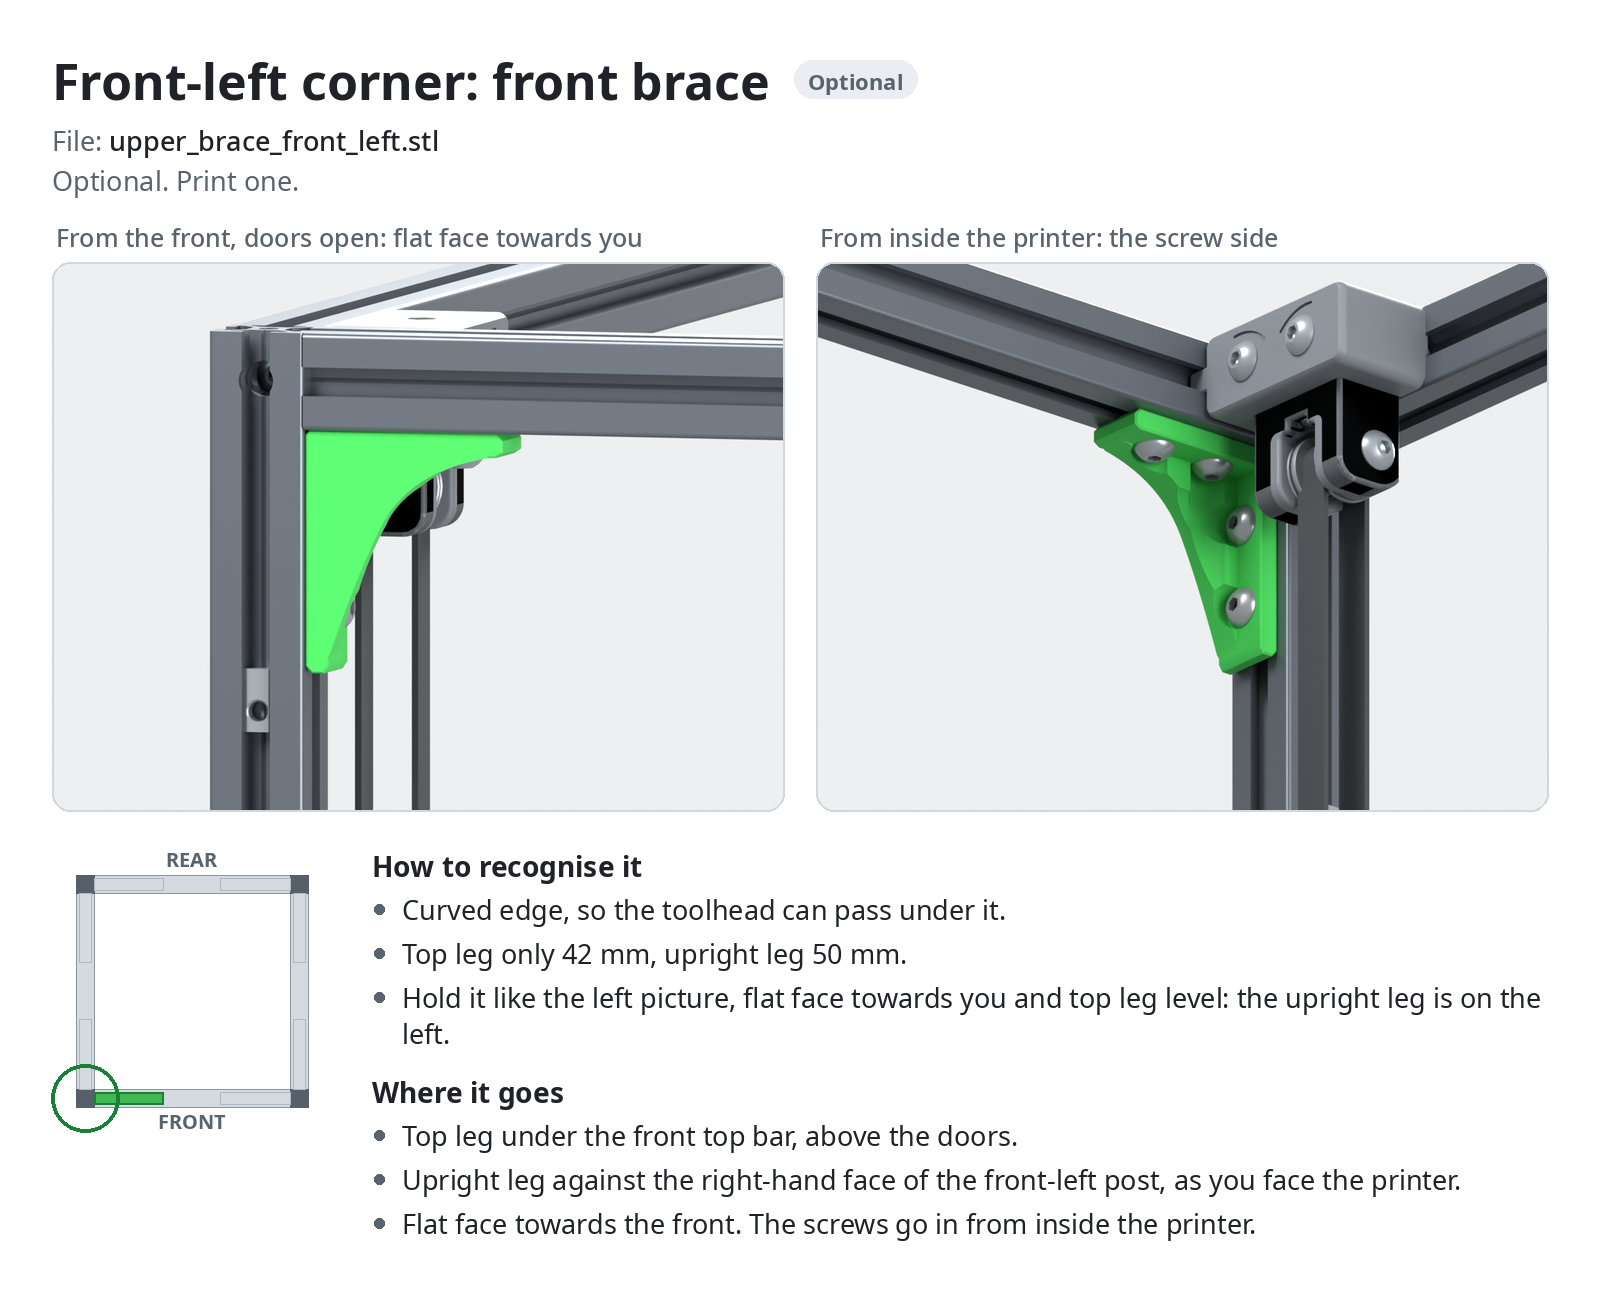 Front-left corner: front brace Optional
File: upper_brace_front_left.stl
Optional. Print one.
From the front, doors open: flat face towards you
From inside the printer: the screw side
REAR
FRONT
How to recognise it
Curved edge, so the toolhead can pass under it.
Top leg only 42 mm, upright leg 50 mm.
Hold it like the left picture, flat face towards you and top leg level: the upright leg is on the
left.
Where it goes
Top leg under the front top bar, above the doors.
Upright leg against the right-hand face of the front-left post, as you face the printer.
Flat face towards the front. The screws go in from inside the printer.